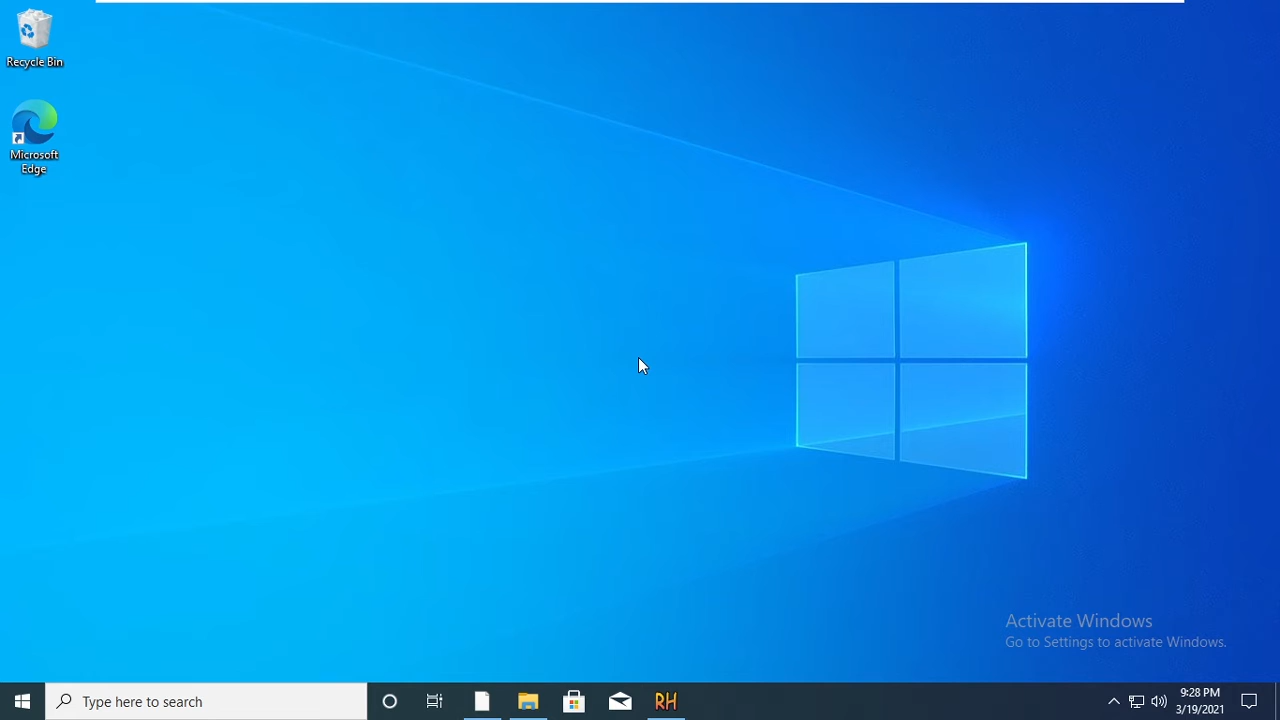 Recycle Bin
Microsoft
Edge
Activate Windows
Go to Settings to activate Windows.
Type here to search
RH
9:28 PM
3/19/2021